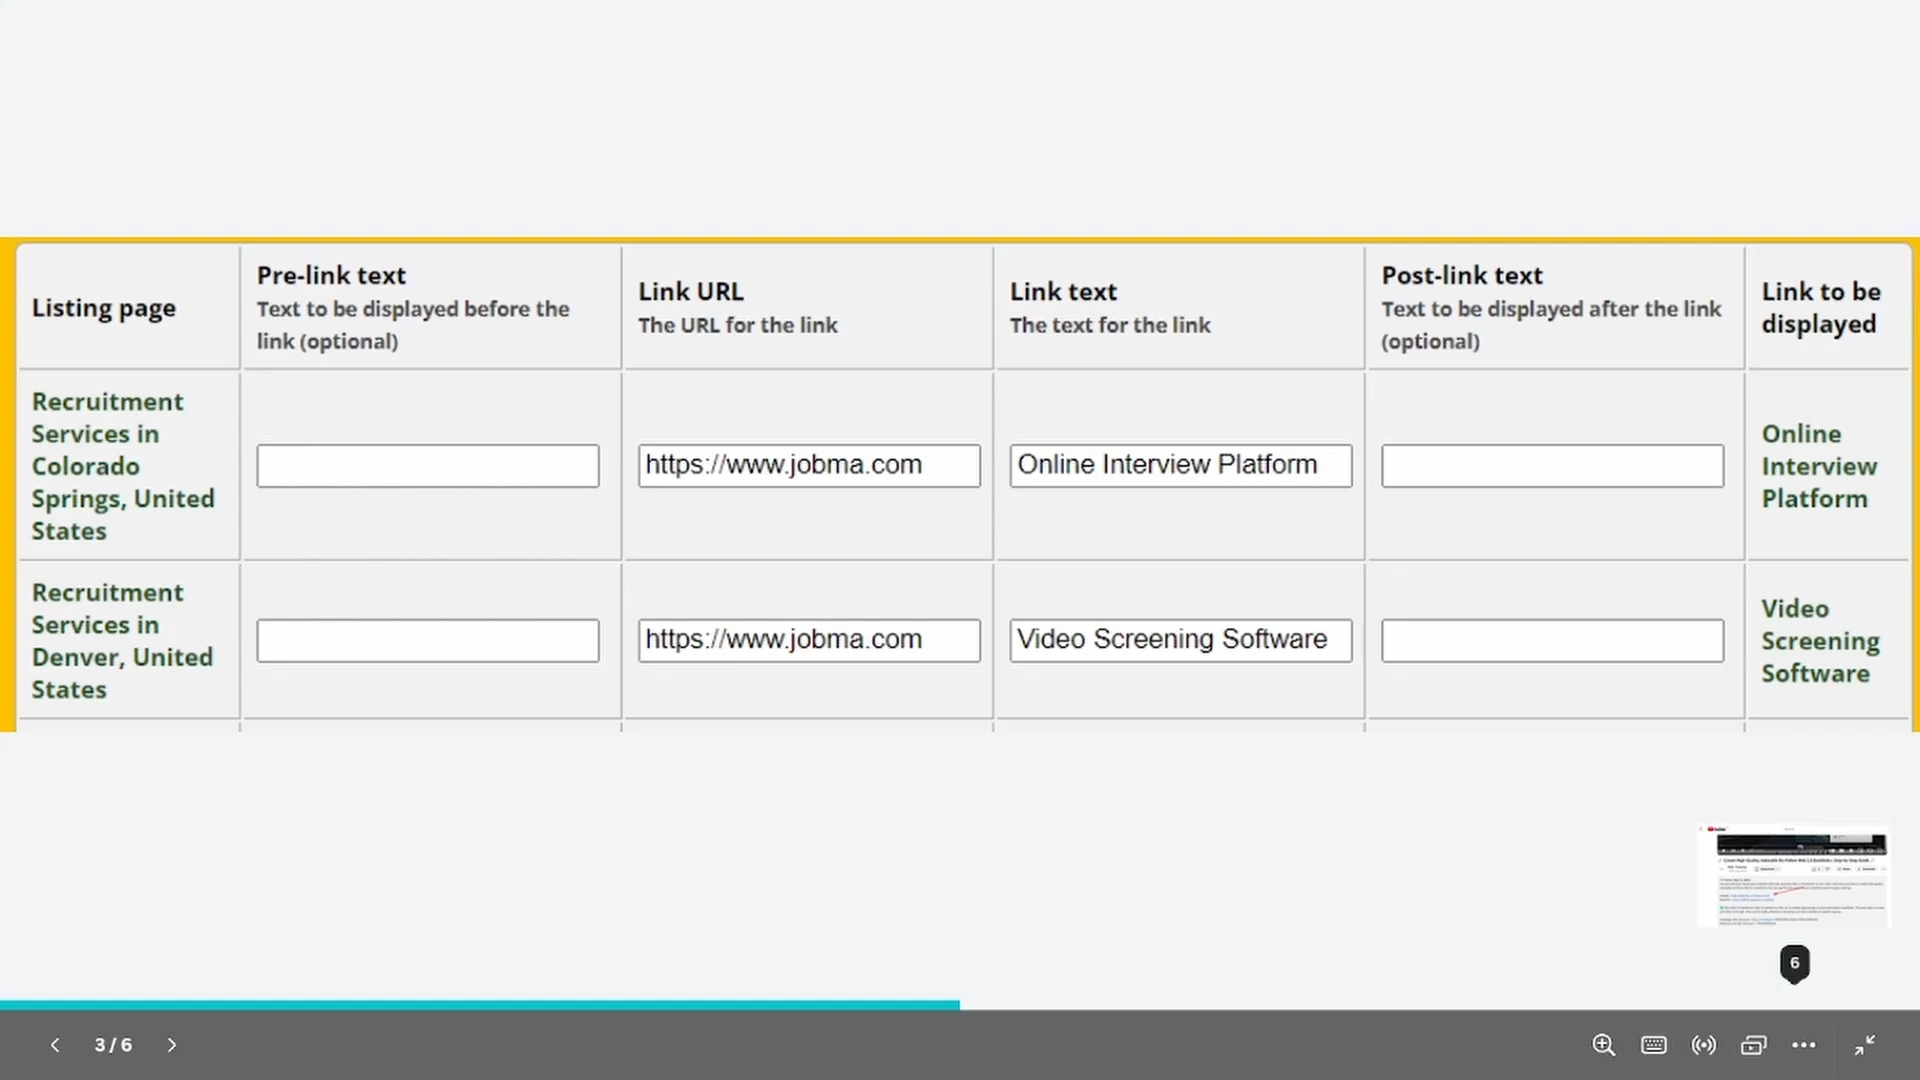 Listing page
Pre-link text
Text to be displayed before the
link (optional)
Link URL
The URL for the link
Link text
The text for the link
Post-link text
Text to be displayed after the link
(optional)
Link to be
displayed
Recruitment
Services in
Colorado
Springs, United
States
https://www.jobma.com
Online Interview Platform
Online
Interview
Platform
Recruitment
Services in
Denver, United
States
https://www.jobma.com
Video Screening Software
Video
Screening
Software
6
3 / 6